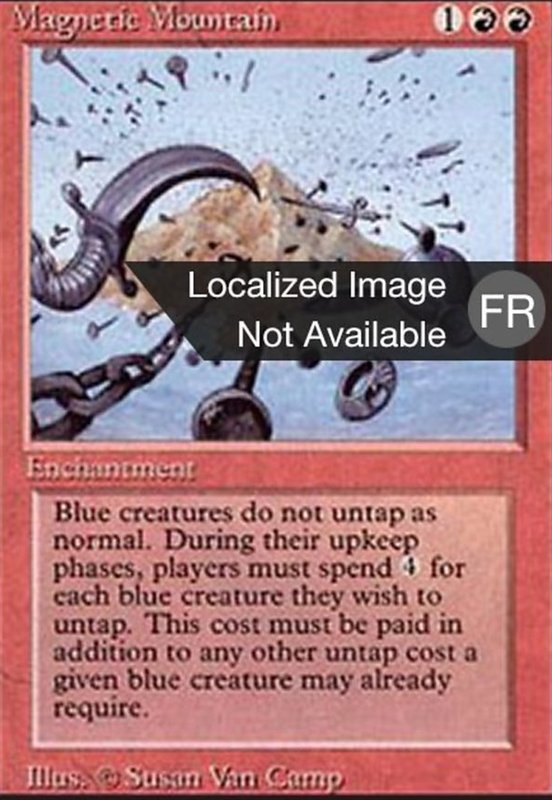 Magnetic Mountain 1
Localized Image
Not Available
FR
Enchantment
Blue creatures do not untap as
normal. During their upkeep
phases, players must spend 4 for
each blue creature they wish to
untap. This cost must be paid in
addition to any other untap cost a
given blue creature may already
require.
Illus. © Susan Van Camp